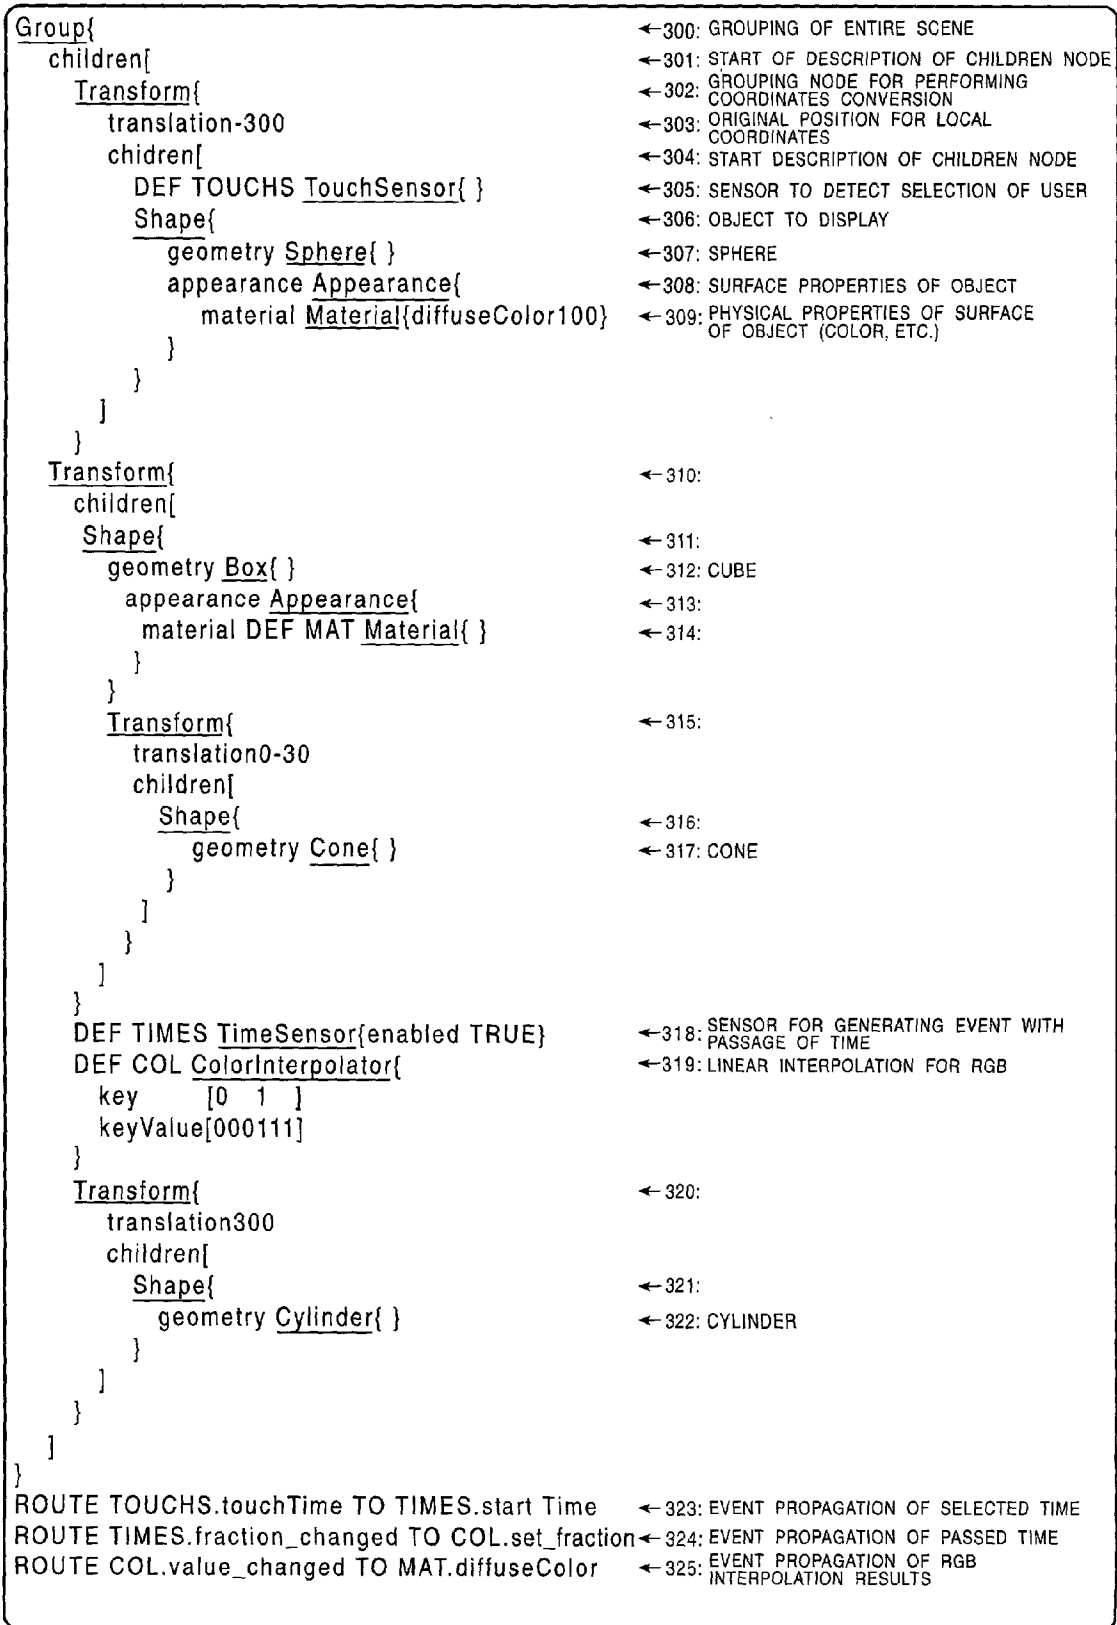 Group{ ←300: GROUPING OF ENTIRE SCENE
children[ ←301: START OF DESCRIPTION OF CHILDREN NODE
Transform{ ←302: GROUPING NODE FOR PERFORMING
COORDINATES CONVERSION
translation-300 ←303: ORIGINAL POSITION FOR LOCAL
COORDINATES
chidren[ ←304: START DESCRIPTION OF CHILDREN NODE
DEF TOUCHS TouchSensor{ } ←305: SENSOR TO DETECT SELECTION OF USER
Shape{ ←306: OBJECT TO DISPLAY
geometry Sphere{ } ←307: SPHERE
appearance Appearance{ ←308: SURFACE PROPERTIES OF OBJECT
material Material{diffuseColor100} ←309: PHYSICAL PROPERTIES OF SURFACE
OF OBJECT (COLOR, ETC.)
}
}
]
}
Transform{ ←310:
children[
Shape{ ←311:
geometry Box{ } ←312: CUBE
appearance Appearance{ ←313:
material DEF MAT Material{ } ←314:
}
}
Transform{ ←315:
translation0-30
children[
Shape{ ←316:
geometry Cone{ } ←317: CONE
}
]
}
]
}
DEF TIMES TimeSensor{enabled TRUE} ←318: SENSOR FOR GENERATING EVENT WITH
PASSAGE OF TIME
DEF COL ColorInterpolator{ ←319: LINEAR INTERPOLATION FOR RGB
key [0 1 ]
keyValue[000111]
}
Transform{ ←320:
translation300
children[
Shape{ ←321:
geometry Cylinder{ } ←322: CYLINDER
}
]
}
]
}
ROUTE TOUCHS.touchTime TO TIMES.start Time ←323: EVENT PROPAGATION OF SELECTED TIME
ROUTE TIMES.fraction_changed TO COL.set_fraction ←324: EVENT PROPAGATION OF PASSED TIME
ROUTE COL.value_changed TO MAT.diffuseColor ←325: EVENT PROPAGATION OF RGB
INTERPOLATION RESULTS